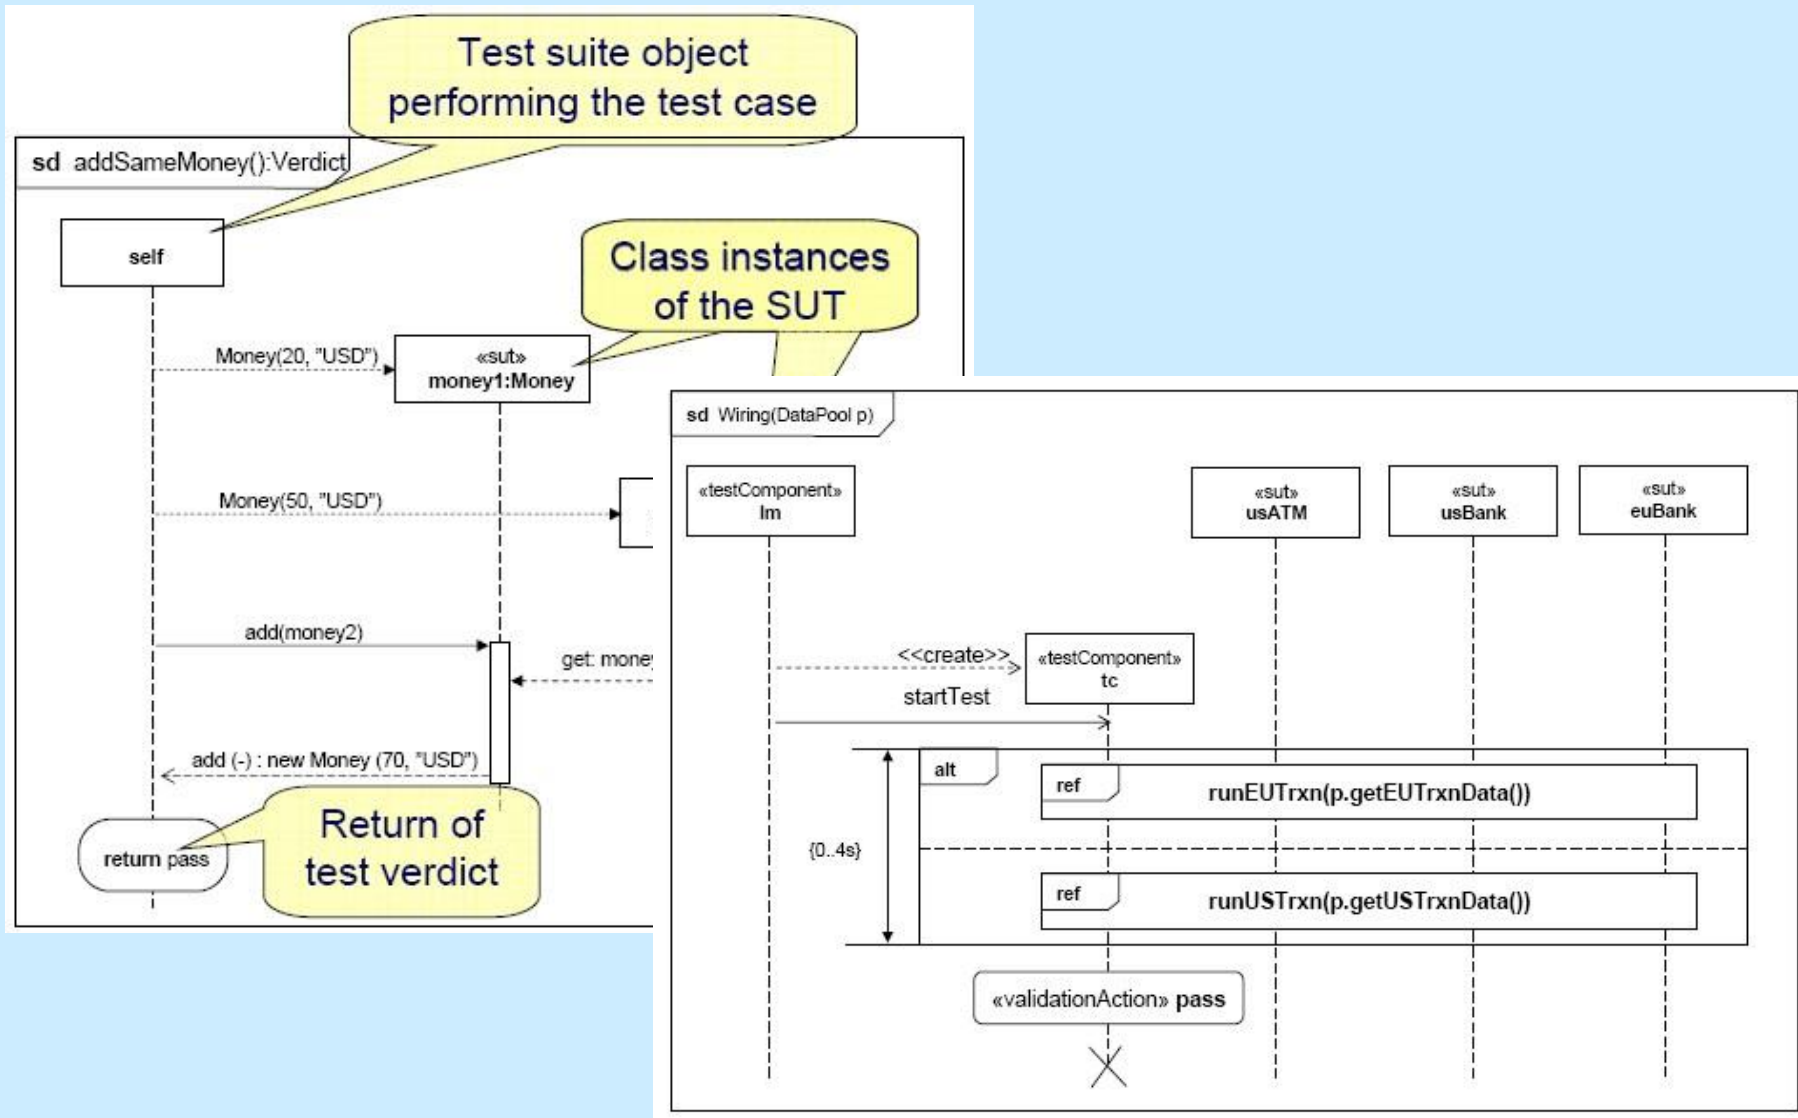 Test suite object
performing the test case
sd addSameMoney():Verdict
self
Class instances
of the SUT
Money(20, "USD")
«sut»
money1:Money
Money(50, "USD")
add(money2)
get: mone
add (-) : new Money (70, "USD")
Return of
test verdict
return pass
sd Wiring(DataPool p)
«testComponent»
lm
«sut»
usATM
«sut»
usBank
«sut»
euBank
<<create>>
«testComponent»
tc
startTest
alt
ref
runEUTrxn(p.getEUTrxnData())
{0..4s}
ref
runUSTrxn(p.getUSTrxnData())
«validationAction» pass